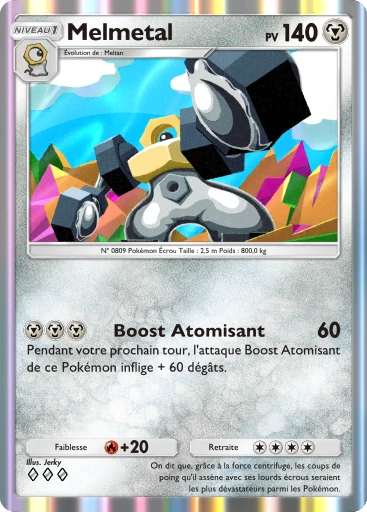 NIVEAU 1
Melmetal
PV 140
Évolution de : Meltan
N° 0809 Pokémon Écrou Taille : 2,5 m Poids : 800,0 kg
Boost Atomisant 60
Pendant votre prochain tour, l'attaque Boost Atomisant
de ce Pokémon inflige + 60 dégâts.
Faiblesse +20
Retraite
Illus. Jerky
On dit que, grâce à la force centrifuge, les coups de
poing qu'il assène avec ses lourds écrous seraient
les plus dévastateurs parmi les Pokémon.